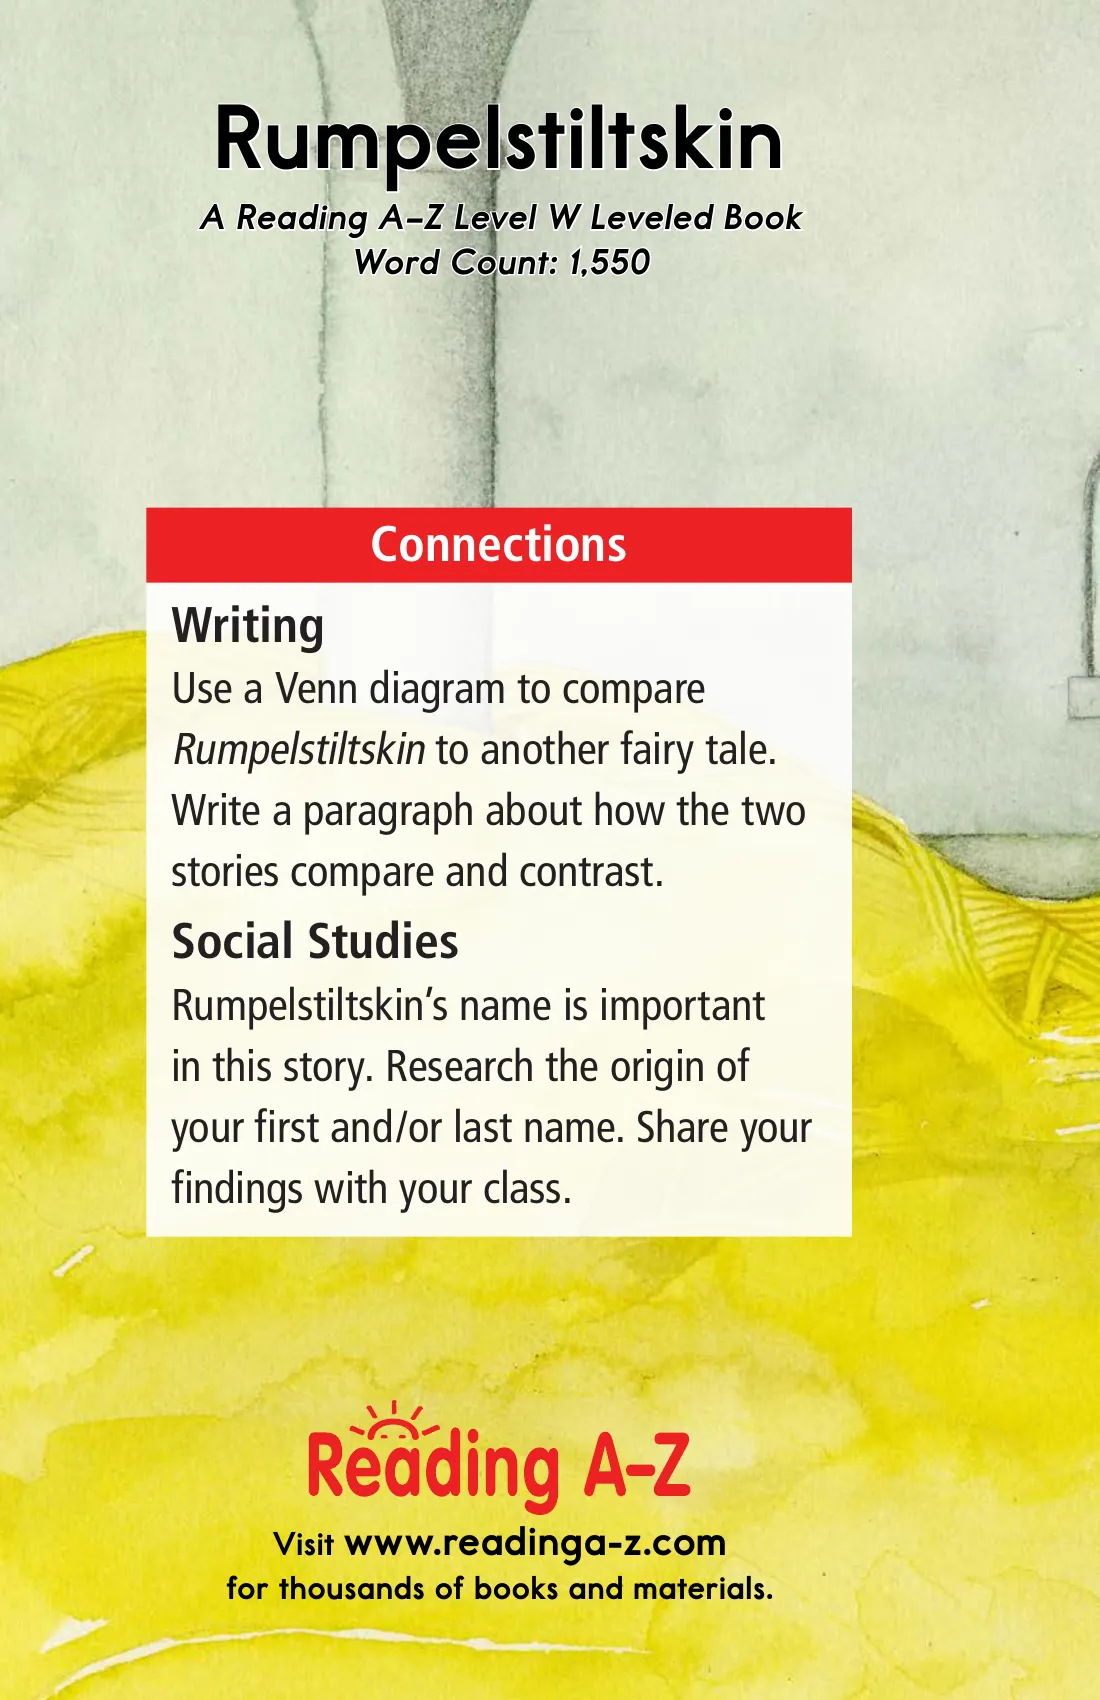 Rumpelstiltskin
A Reading A–Z Level W Leveled Book
Word Count: 1,550
Connections
Writing
Use a Venn diagram to compare
Rumpelstiltskin to another fairy tale.
Write a paragraph about how the two
stories compare and contrast.
Social Studies
Rumpelstiltskin’s name is important
in this story. Research the origin of
your first and/or last name. Share your
findings with your class.
Reading A–Z
Visit www.readinga-z.com
for thousands of books and materials.